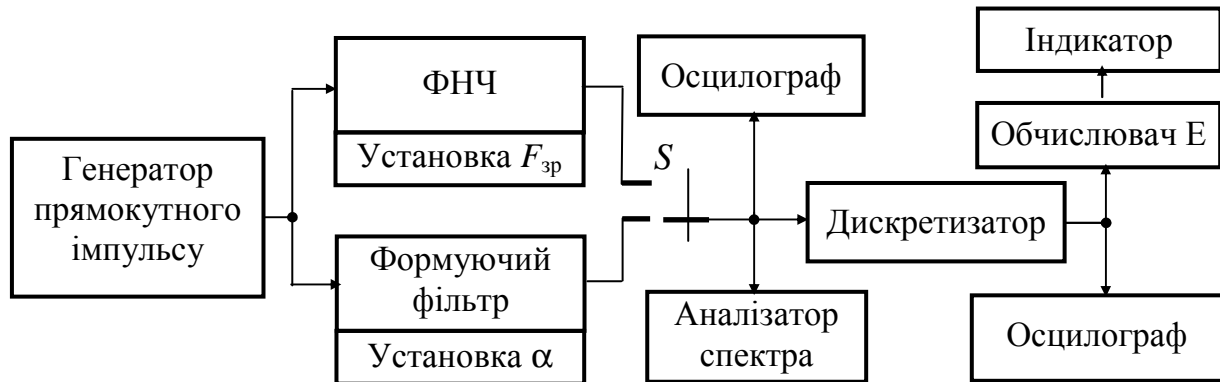 Генератор
прямокутного
імпульсу
ФНЧ
Установка Fзр
Формуючий
фільтр
Установка α
S
Осцилограф
Аналізатор
спектра
Дискретизатор
Індикатор
Обчислювач E
Осцилограф